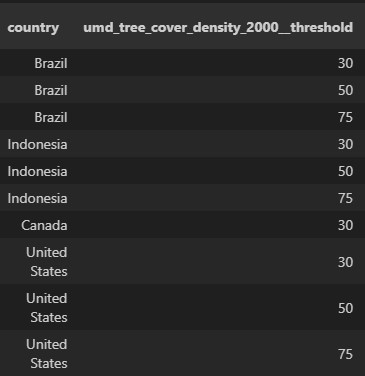 country umd_tree_cover_density_2000__threshold
Brazil 30
Brazil 50
Brazil 75
Indonesia 30
Indonesia 50
Indonesia 75
Canada 30
United
States 30
United
States 50
United
States 75